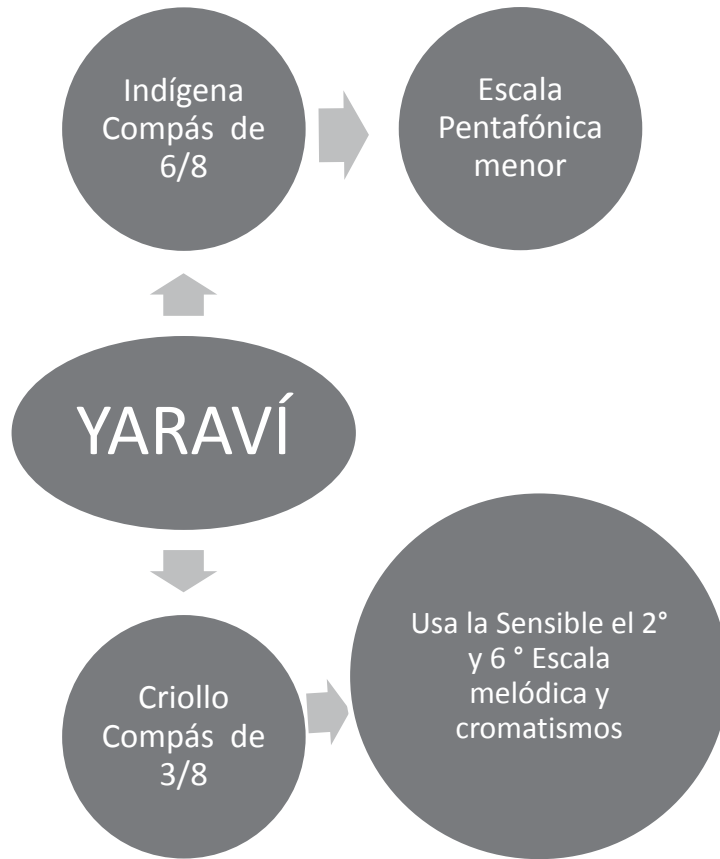 Indígena
Compás de
6/8
Escala
Pentafónica
menor
YARAVÍ
Criollo
Compás de
3/8
Usa la Sensible el 2°
y 6 ° Escala
melódica y
cromatismos